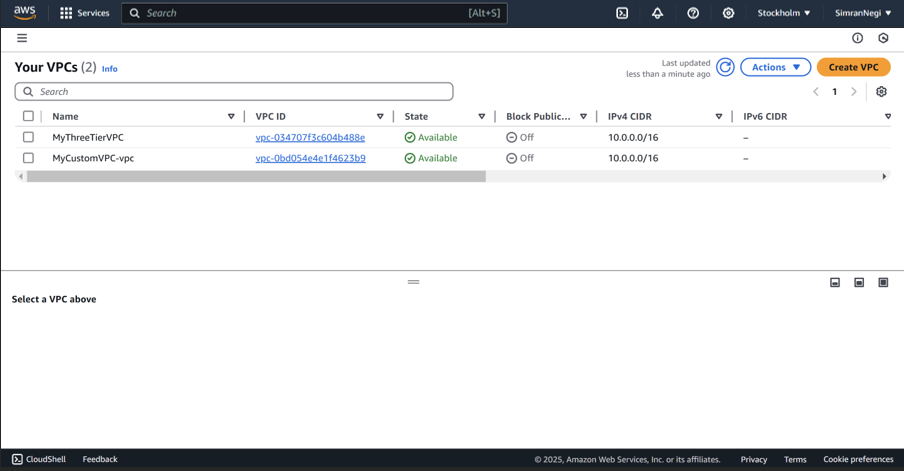 aws Services Search [Alt+S] Stockholm SimranNegi
Your VPCs (2) Info
Last updated
less than a minute ago
Actions
Create VPC
Search
1
Name VPC ID State Block Public... IPv4 CIDR IPv6 CIDR
MyThreeTierVPC vpc-034707f3c604b488e Available Off 10.0.0.0/16 –
MyCustomVPC-vpc vpc-0bd054e4e1f4623b9 Available Off 10.0.0.0/16 –
Select a VPC above
CloudShell Feedback © 2025, Amazon Web Services, Inc. or its affiliates. Privacy Terms Cookie preferences